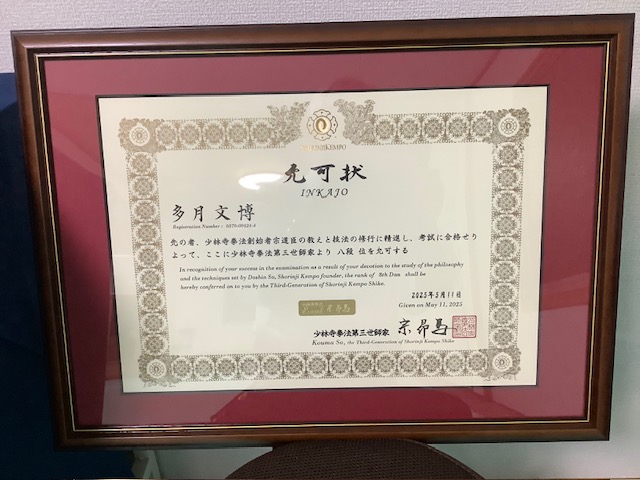 SHORINJI KEMPO
允可状
INKAJO
多月文博
Registration Number : 0370-09424-4
先の者、少林寺拳法創始者宗道臣の教えと技法の修行に精進し、考試に合格せり
よって、ここに少林寺拳法第三世師家より 八段 位を允可する
In recognition of your success in the examination as a result of your devotion to the study of the philosophy
and the techniques set by Doshin So, Shorinji Kempo founder, the rank of 8th Dan shall be
hereby conferred on to you by the Third-Generation of Shorinji Kempo Shike.
2025年5月11日
Given on May 11, 2025
少林寺拳法第三世師家 宗昂馬
Kouma So, the Third-Generation of Shorinji Kempo Shike